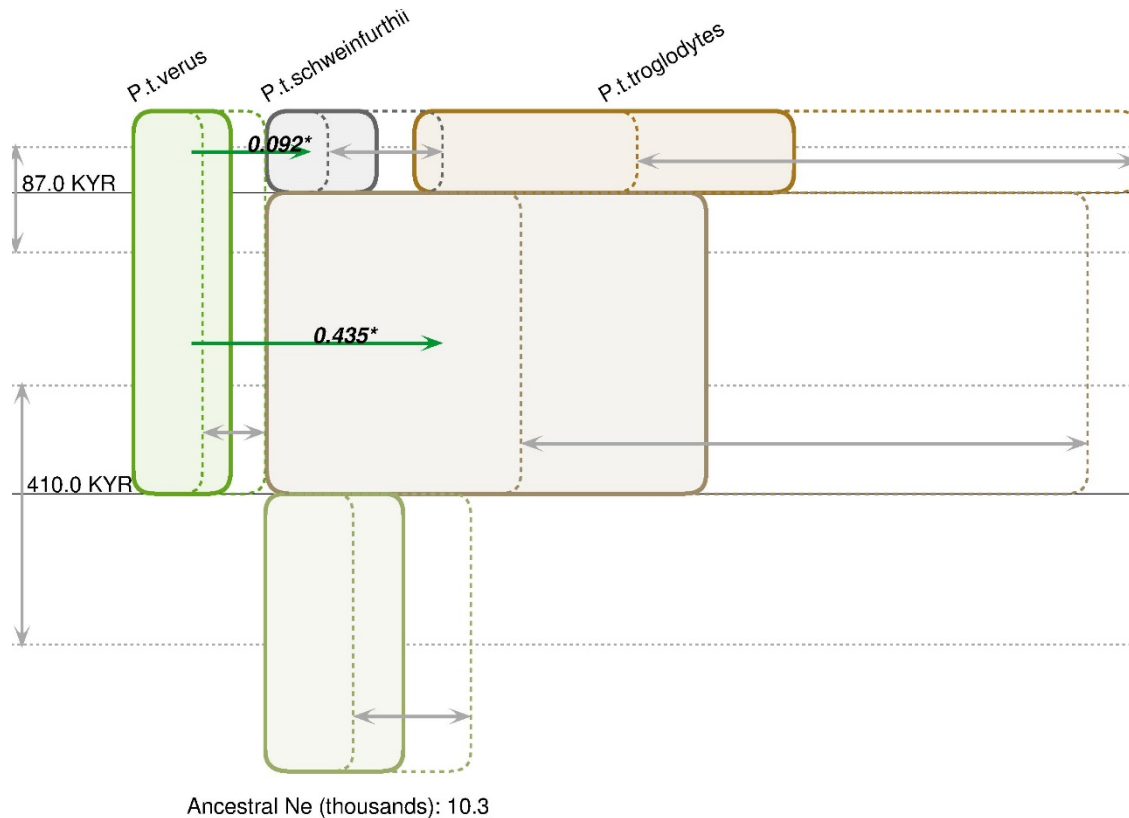 P.t.verus
P.t.schweinfurthii
P.t.troglodytes
0.092*
87.0 KYR
0.435*
410.0 KYR
Ancestral Ne (thousands): 10.3